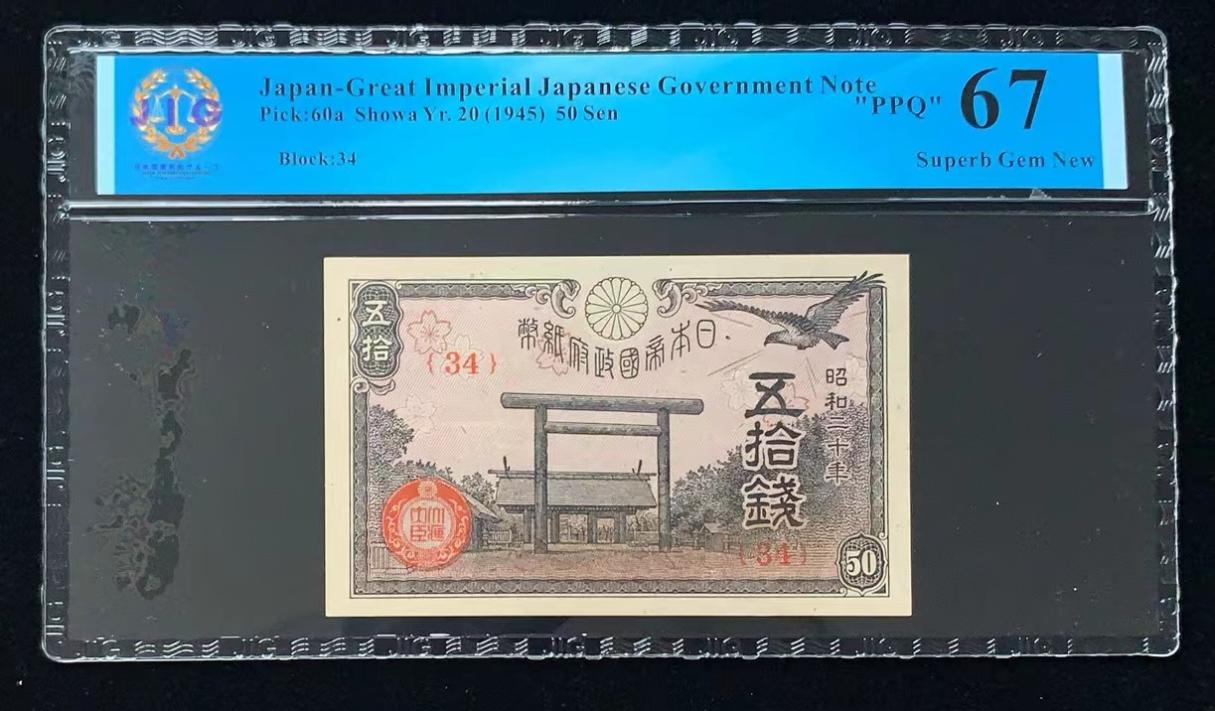 JIG
Japan-Great Imperial Japanese Government Note
Pick:60a Showa Yr. 20 (1945) 50 Sen
Block:34
"PPQ" 67
Superb Gem New
日本帝國政府紙幣
五拾
{34}
昭和二十年
五拾錢
{34}
50